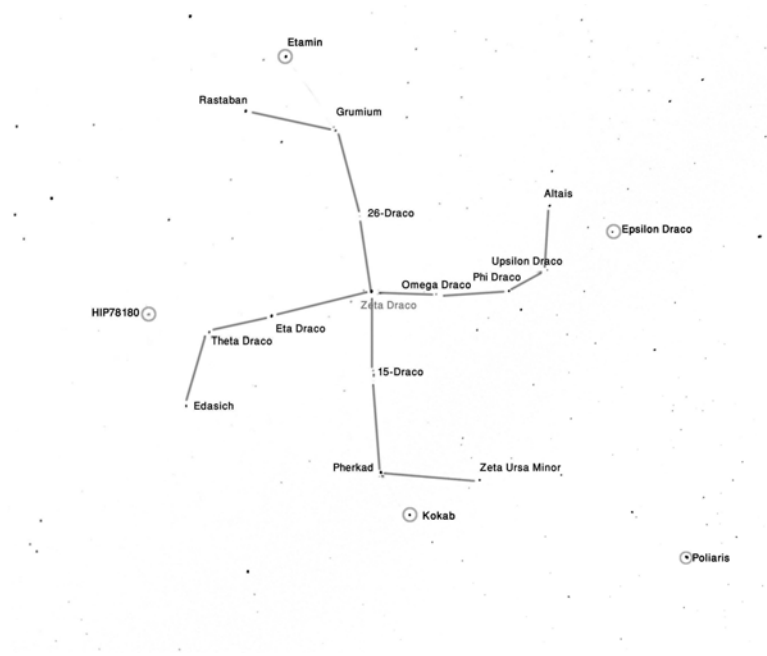 Etamin
Rastaban
Grumium
Altais
26-Draco
Epsilon Draco
Upsilon Draco
Phi Draco
Omega Draco
Zeta Draco
HIP78180
Eta Draco
Theta Draco
15-Draco
Edasich
Pherkad
Zeta Ursa Minor
Kokab
Poliaris